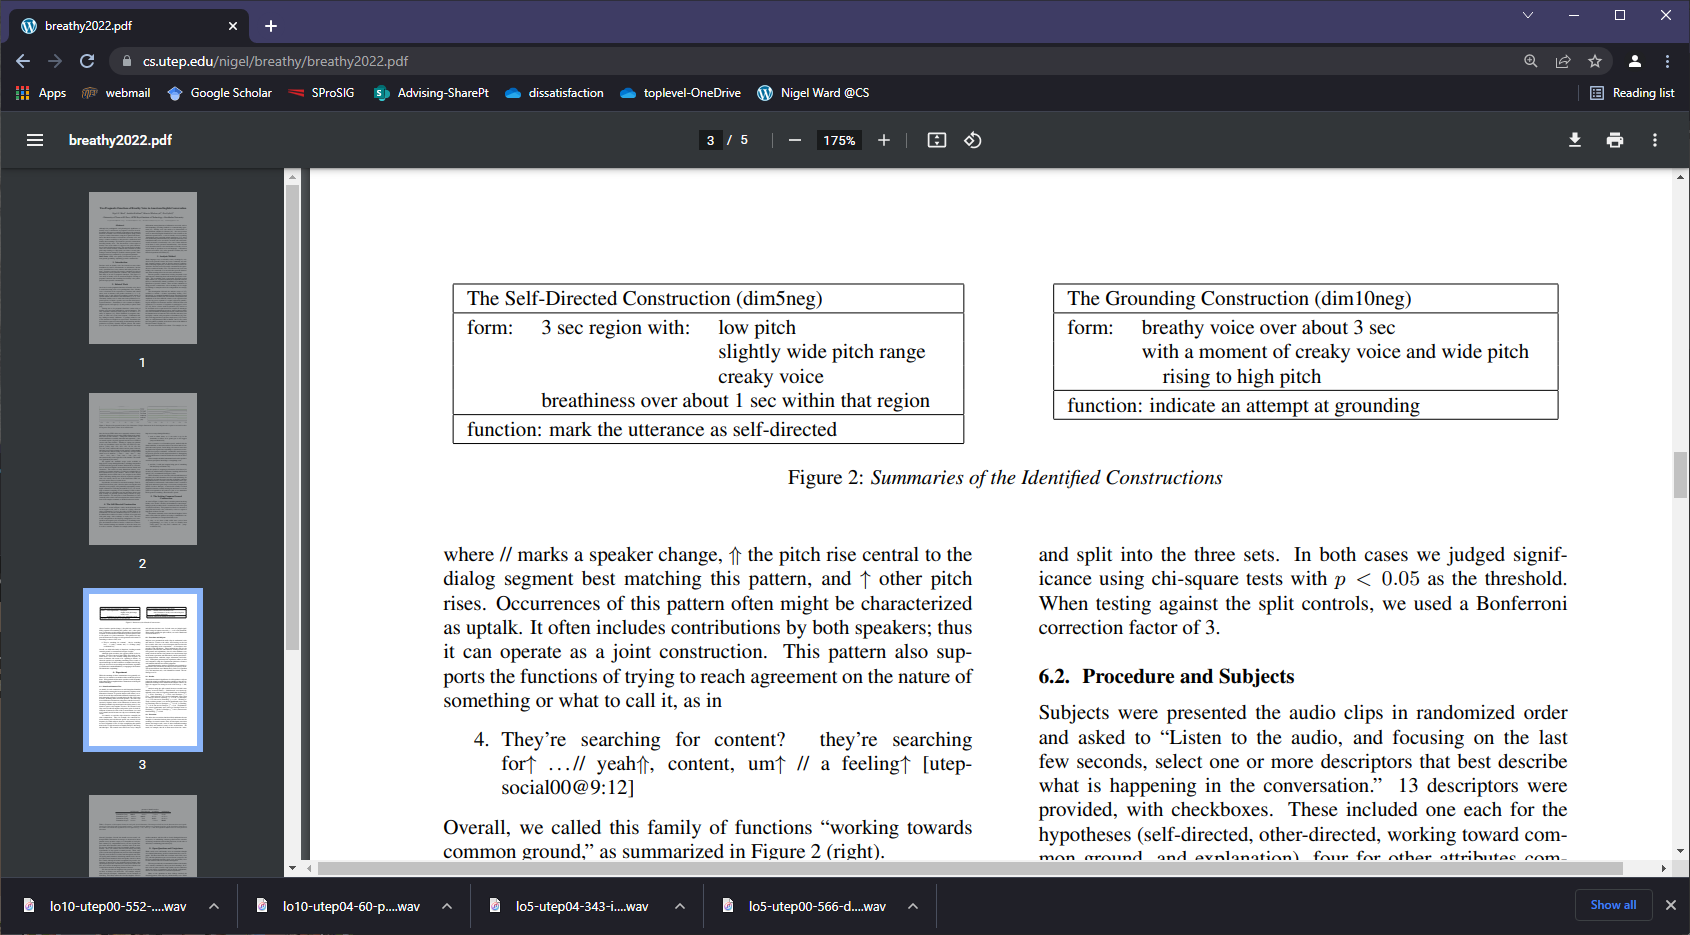 breathy2022.pdf
cs.utep.edu/nigel/breathy/breathy2022.pdf
Apps
webmail
Google Scholar
SProSIG
Advising-SharePt
dissatisfaction
toplevel-OneDrive
Nigel Ward @CS
Reading list
breathy2022.pdf
3 / 5
175%
1
2
3
The Self-Directed Construction (dim5neg)
form: 3 sec region with: low pitch
slightly wide pitch range
creaky voice
breathiness over about 1 sec within that region
function: mark the utterance as self-directed
The Grounding Construction (dim10neg)
form: breathy voice over about 3 sec
with a moment of creaky voice and wide pitch
rising to high pitch
function: indicate an attempt at grounding
Figure 2: Summaries of the Identified Constructions
where // marks a speaker change, ⇑ the pitch rise central to the
dialog segment best matching this pattern, and ↑ other pitch
rises. Occurrences of this pattern often might be characterized
as uptalk. It often includes contributions by both speakers; thus
it can operate as a joint construction. This pattern also sup-
ports the functions of trying to reach agreement on the nature of
something or what to call it, as in
4. They're searching for content? they're searching
for↑ ...// yeah⇑, content, um↑ // a feeling↑ [utep-
social00@9:12]
Overall, we called this family of functions “working towards
common ground,” as summarized in Figure 2 (right).
and split into the three sets. In both cases we judged signif-
icance using chi-square tests with p < 0.05 as the threshold.
When testing against the split controls, we used a Bonferroni
correction factor of 3.
6.2. Procedure and Subjects
Subjects were presented the audio clips in randomized order
and asked to “Listen to the audio, and focusing on the last
few seconds, select one or more descriptors that best describe
what is happening in the conversation.” 13 descriptors were
provided, with checkboxes. These included one each for the
hypotheses (self-directed, other-directed, working toward com-
mon ground, and explanation), four for other attributes com-
lo10-utep00-552-....wav
lo10-utep04-60-p....wav
lo5-utep04-343-i....wav
lo5-utep00-566-d....wav
Show all